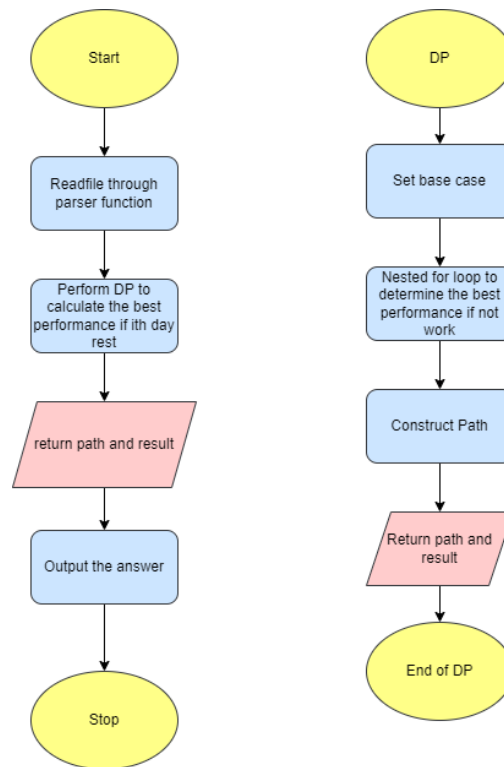 Start
Readfile through
parser function
Perform DP to
calculate the best
performance if ith day
rest
return path and result
Output the answer
Stop
DP
Set base case
Nested for loop to
determine the best
performance if not
work
Construct Path
Return path and
result
End of DP